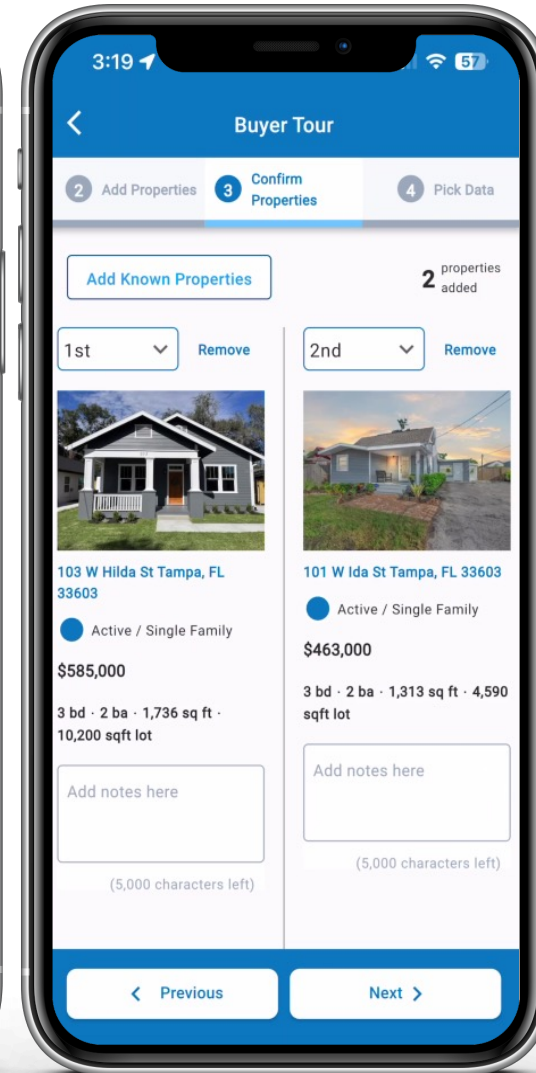 3:19
57
Buyer Tour
2 Add Properties
3 Confirm
Properties
4 Pick Data
Add Known Properties
2 properties
added
1st
Remove
2nd
Remove
103 W Hilda St Tampa, FL
33603
Active / Single Family
$585,000
3 bd · 2 ba · 1,736 sq ft ·
10,200 sqft lot
Add notes here
(5,000 characters left)
101 W Ida St Tampa, FL 33603
Active / Single Family
$463,000
3 bd · 2 ba · 1,313 sq ft · 4,590
sqft lot
Add notes here
(5,000 characters left)
Previous
Next